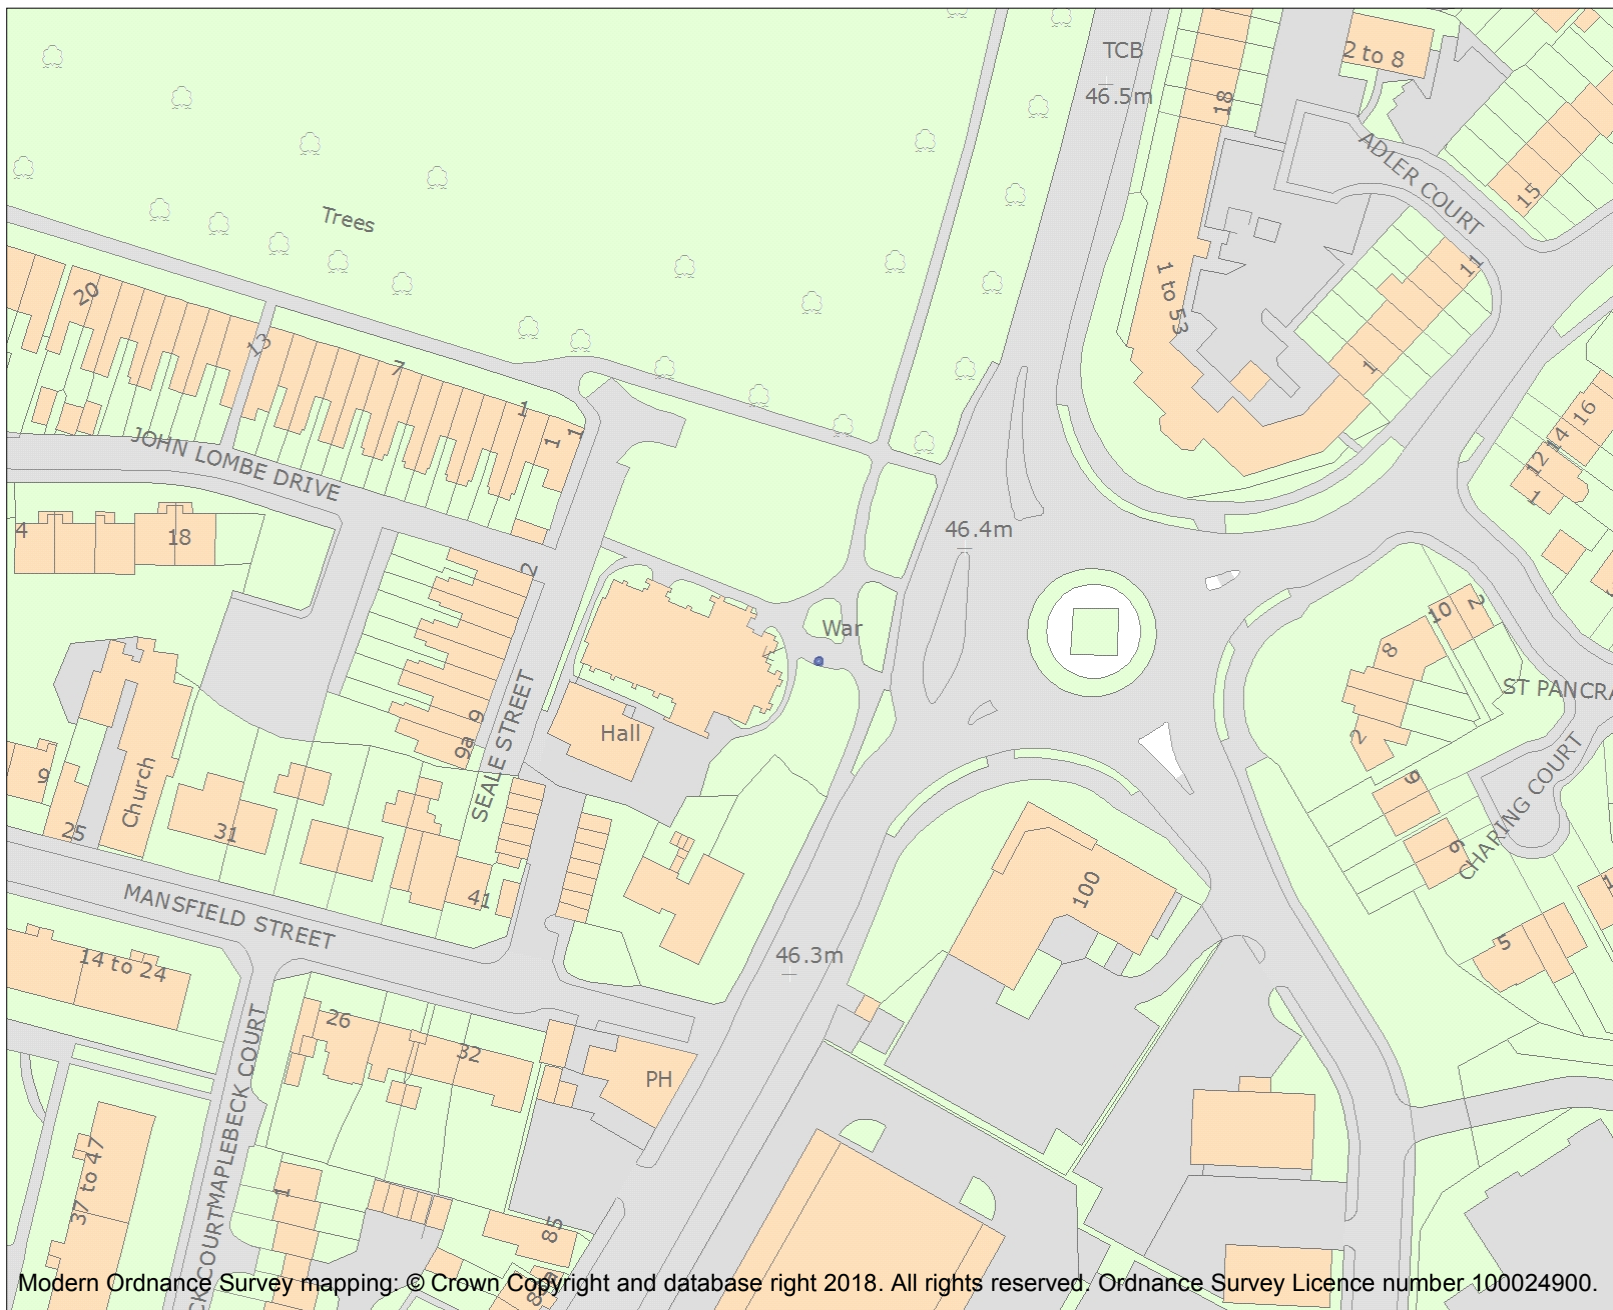 TCB
46.5m
18
2 to 8
ADLER COURT
15
Trees
20
13
7
1
1
1
1 to 53
11
1
JOHN LOMBE DRIVE
4
18
2
46.4m
16
14
12
1
War
Hall
9
9a
SEALE STREET
10
2
8
2
ST PANCRA
9
6
CHARING COURT
5
9
25
Church
31
41
MANSFIELD STREET
100
46.3m
14 to 24
26
32
PH
MAPLEBECK COURT
CK COURT
37 to 47
1
85
Modern Ordnance Survey mapping: © Crown Copyright and database right 2018. All rights reserved. Ordnance Survey Licence number 100024900.